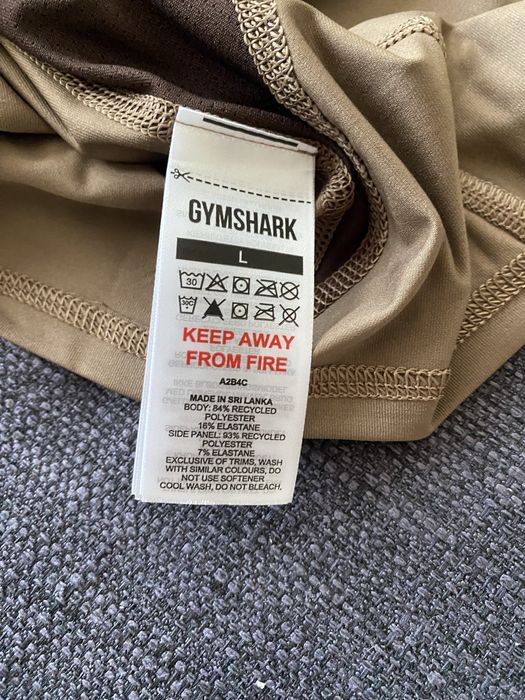 GYMSHARK
L
30
30C
KEEP AWAY
FROM FIRE
A2B4C
MADE IN SRI LANKA
BODY: 84% RECYCLED
POLYESTER
16% ELASTANE
SIDE PANEL: 93% RECYCLED
POLYESTER
7% ELASTANE
EXCLUSIVE OF TRIMS, WASH
WITH SIMILAR COLOURS, DO
NOT USE SOFTENER
COOL WASH, DO NOT BLEACH.